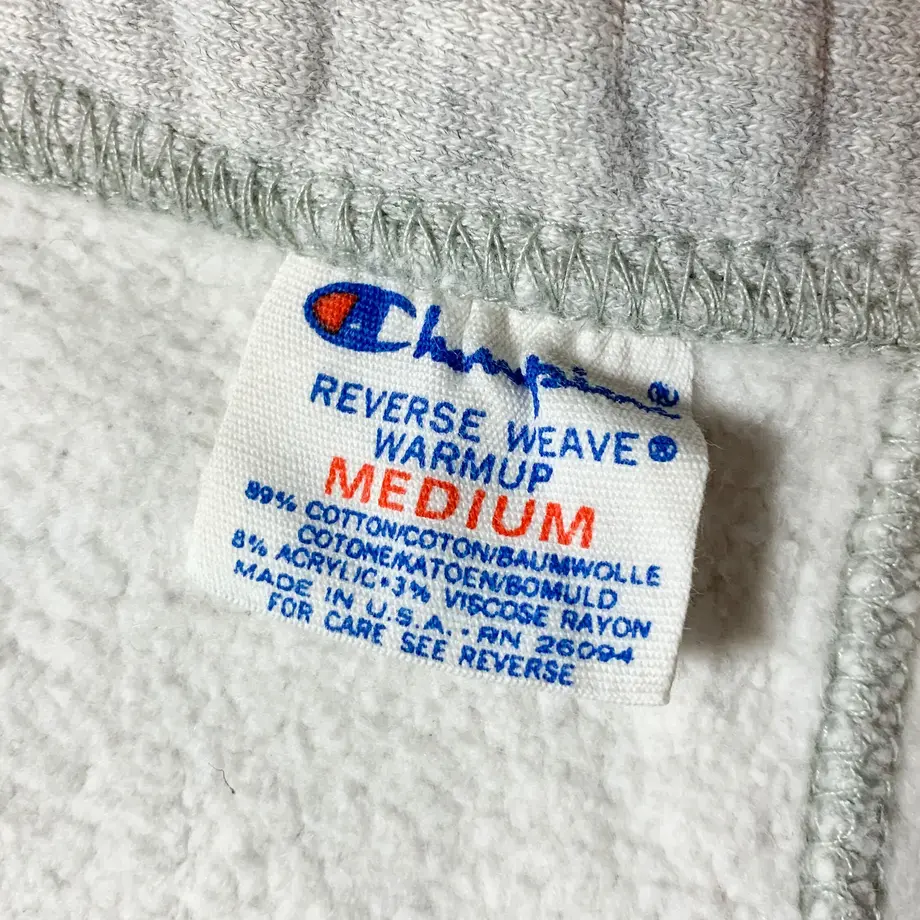 Champion®
REVERSE WEAVE®
WARMUP
MEDIUM
89% COTTON/COTON/BAUMWOLLE
COTONE/KATOEN/BOMULD
8% ACRYLIC•3% VISCOSE RAYON
MADE IN U.S.A. • RN 26094
FOR CARE SEE REVERSE